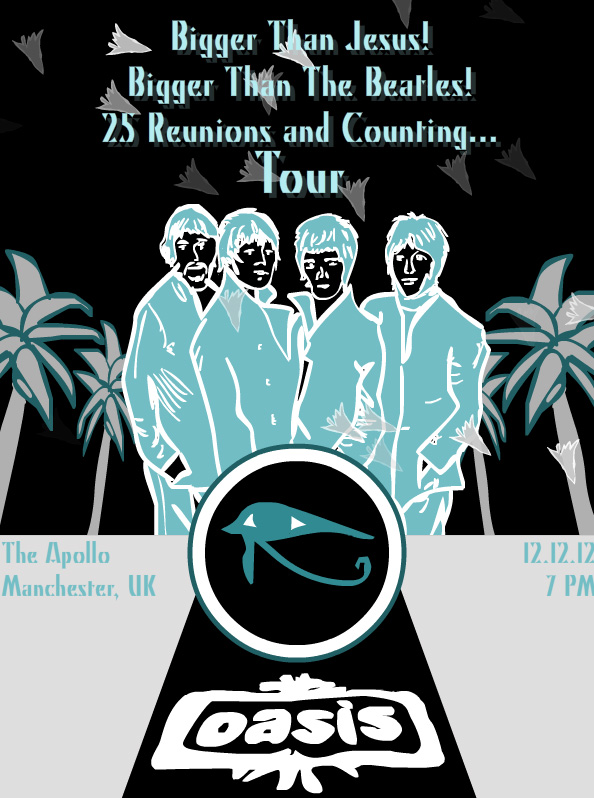 Bigger Than Jesus!
Bigger Than The Beatles!
25 Reunions and Counting...
Tour
The Apollo
Manchester, UK
12.12.12
7 PM
oasis